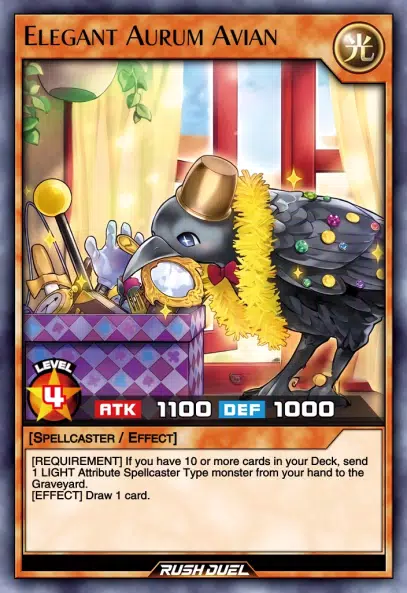 Elegant Aurum Avian
光
LEVEL
4
ATK 1100 DEF 1000
[Spellcaster / Effect]
[REQUIREMENT] If you have 10 or more cards in your Deck, send
1 LIGHT Attribute Spellcaster Type monster from your hand to the
Graveyard.
[EFFECT] Draw 1 card.
RUSH DUEL